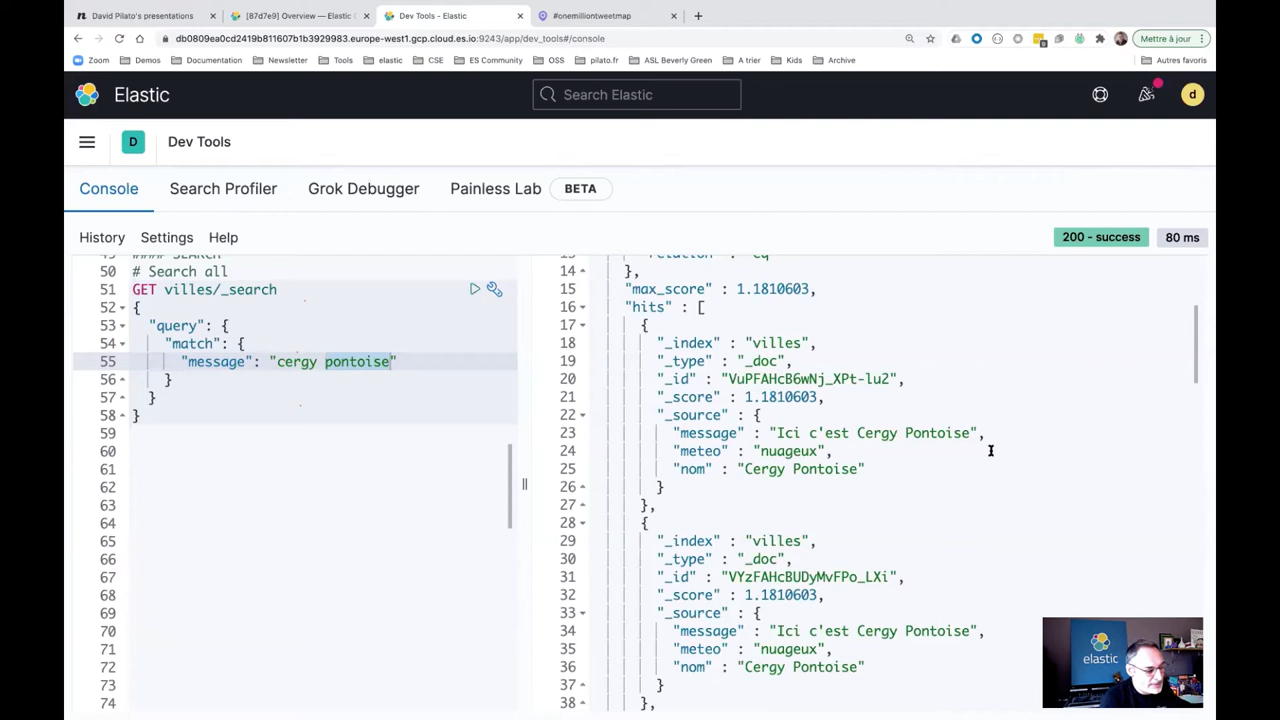 David Pilato's presentations
[87d7e9] Overview — Elastic C
Dev Tools - Elastic
#onemilliontweetmap
db0809ea0cd2419b811607b1b3929983.europe-west1.gcp.cloud.es.io:9243/app/dev_tools#/console
Mettre à jour
Zoom
Demos
Documentation
Newsletter
Tools
elastic
CSE
ES Community
OSS
pilato.fr
ASL Beverly Green
A trier
Kids
Archive
Autres favoris
Elastic
Search Elastic
d
D
Dev Tools
Console
Search Profiler
Grok Debugger
Painless Lab
BETA
History
Settings
Help
200 - success
80 ms
49 #### SEARCH
50 # Search all
51 GET villes/_search
52 {
53 "query": {
54 "match": {
55 "message": "cergy pontoise"
56 }
57 }
58 }
59
60
61
62
63
64
65
66
67
68
69
70
71
72
73
74
13 "relation" : "eq"
14 },
15 "max_score" : 1.1810603,
16 "hits" : [
17 {
18 "_index" : "villes",
19 "_type" : "_doc",
20 "_id" : "VuPFAHcB6wNj_XPt-lu2",
21 "_score" : 1.1810603,
22 "_source" : {
23 "message" : "Ici c'est Cergy Pontoise",
24 "meteo" : "nuageux",
25 "nom" : "Cergy Pontoise"
26 }
27 },
28 {
29 "_index" : "villes",
30 "_type" : "_doc",
31 "_id" : "VYzFAHcBUDyMvFPo_LXi",
32 "_score" : 1.1810603,
33 "_source" : {
34 "message" : "Ici c'est Cergy Pontoise",
35 "meteo" : "nuageux",
36 "nom" : "Cergy Pontoise"
37 }
38 },
elastic